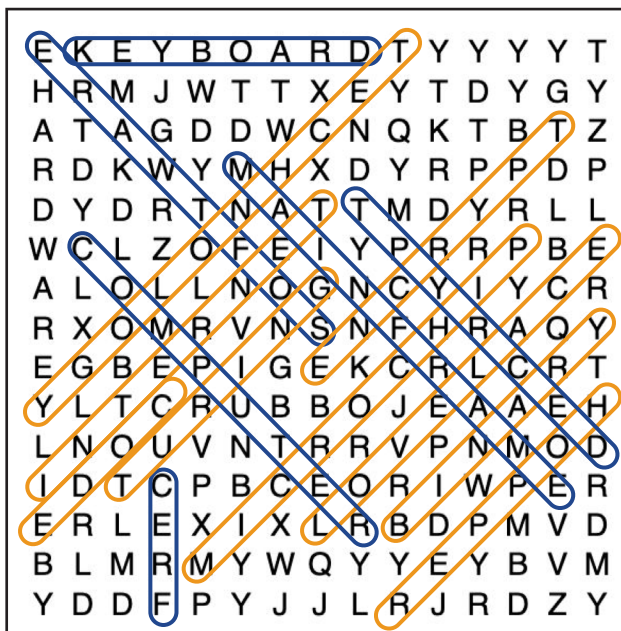 E K E Y B O A R D T Y Y Y Y T
H R M J W T T X E Y T D Y G Y
A T A G D D W C N Q K T B T Z
R D K W Y M H X D Y R P P D P
D Y D R T N A T T M D Y R L L
W C L Z O F E I Y P R R P B E
A L O L L N O G N C Y I Y C R
R X O M R V N S N F H R A Q Y
E G B E P I G E K C R L C R T
Y L T C R U B B O J E A A E H
L N O U V N T R R V P N M O D
I D T C P B C E O R I W P E R
E R L E X I X L R B D P M V D
B L M R M Y W Q Y Y E Y B V M
Y D D F P Y J J L R J R D Z Y